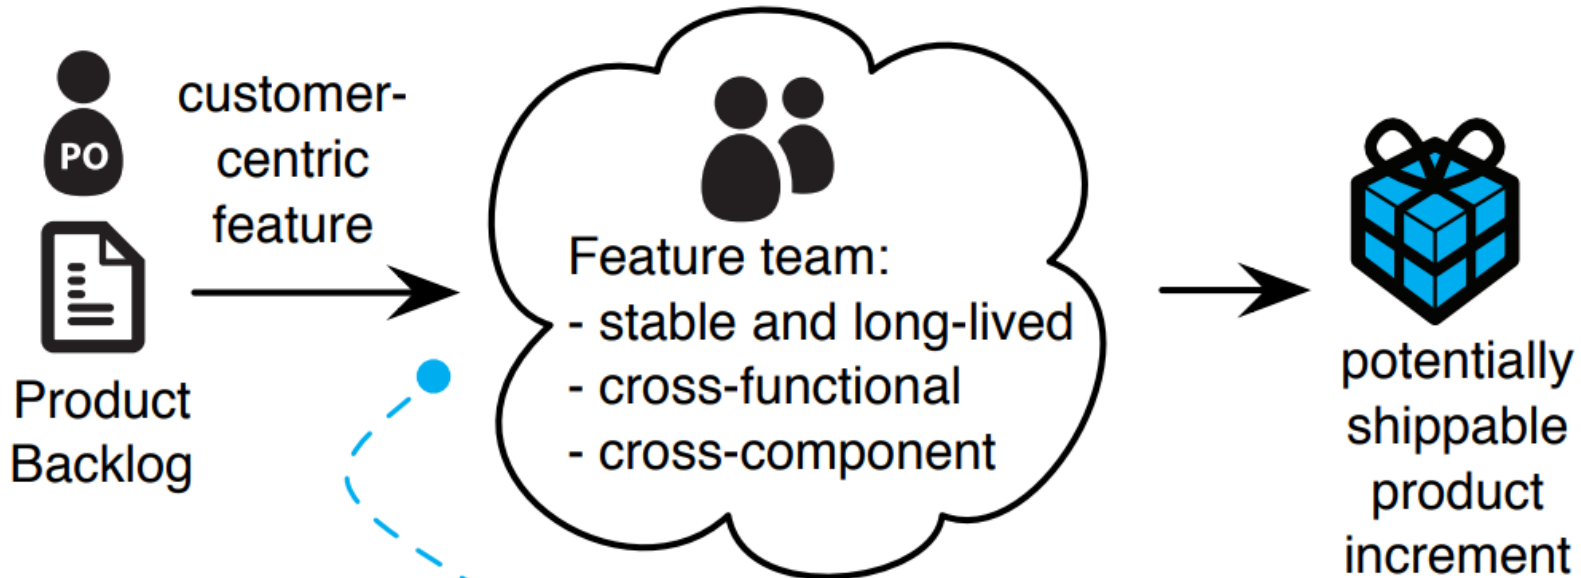 PO
Product
Backlog
customer-
centric
feature
Feature team:
- stable and long-lived
- cross-functional
- cross-component
potentially
shippable
product
increment